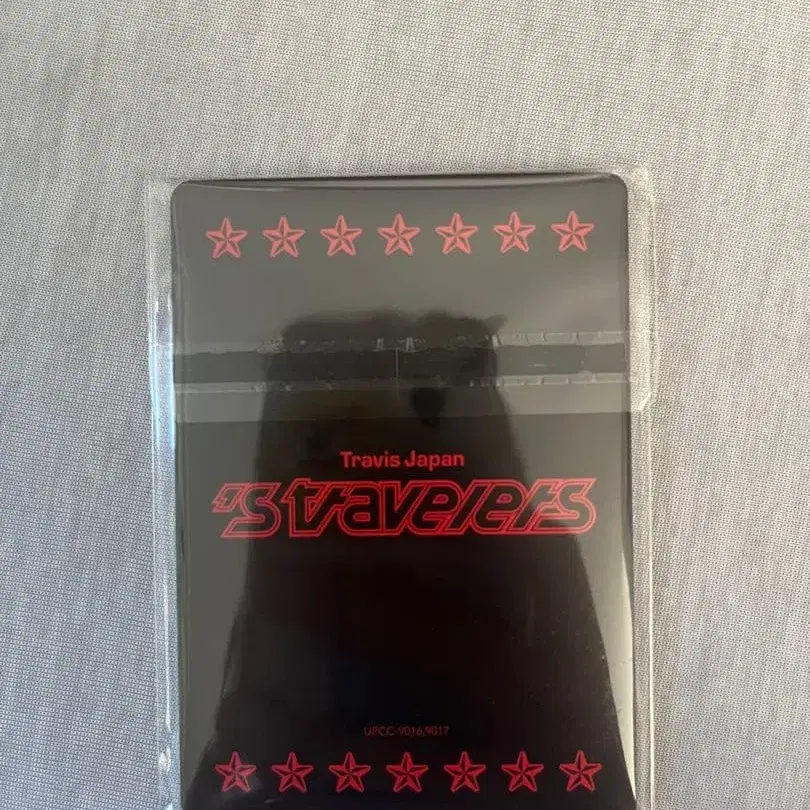 Travis Japan
'S travelers
UPCC-9016,9017